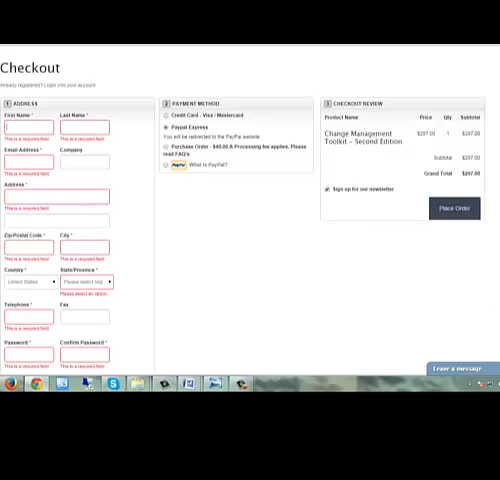 Checkout
Already registered? Login into your account
1 ADDRESS
First Name * Last Name *
This is a required field. This is a required field.
Email Address * Company
This is a required field.
Address *
This is a required field.
Zip/Postal Code * City *
This is a required field. This is a required field.
Country * State/Province *
United States Please select reg
Please select an option.
Telephone * Fax
This is a required field.
Password * Confirm Password *
This is a required field. This is a required field.
2 PAYMENT METHOD
Credit Card - Visa / Mastercard
Paypal Express
You will be redirected to the PayPal website
Purchase Order - $40.00 A Processing fee applies. Please
read FAQ's
PayPal What is PayPal?
3 CHECKOUT REVIEW
Product Name Price Qty Subtotal
Change Management $297.00 1 $297.00
Toolkit – Second Edition
Subtotal $297.00
Grand Total $297.00
Sign up for our newsletter
Place Order
Leave a message